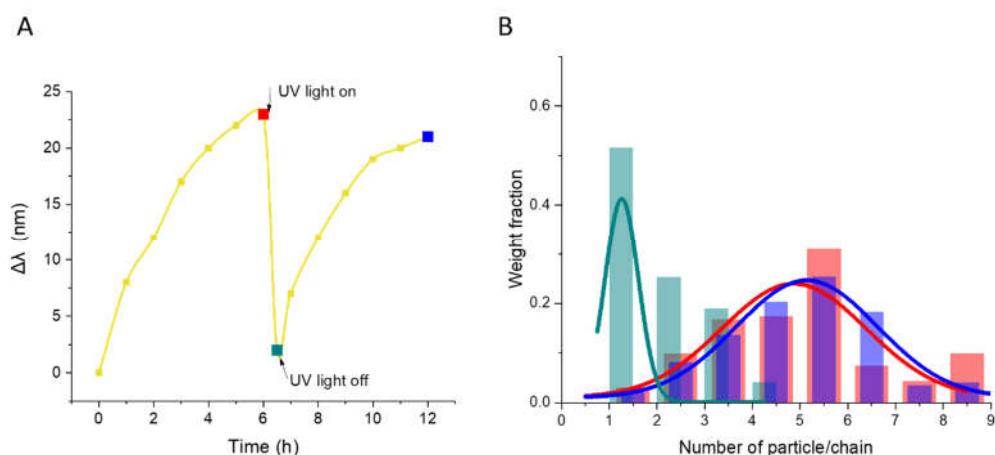 A
B
UV light on
UV light off
25
20
15
10
5
0
Δλ (nm)
0 2 4 6 8 10 12
Time (h)
0.6
0.4
0.2
0.0
Weight fraction
0 1 2 3 4 5 6 7 8 9
Number of particle/chain